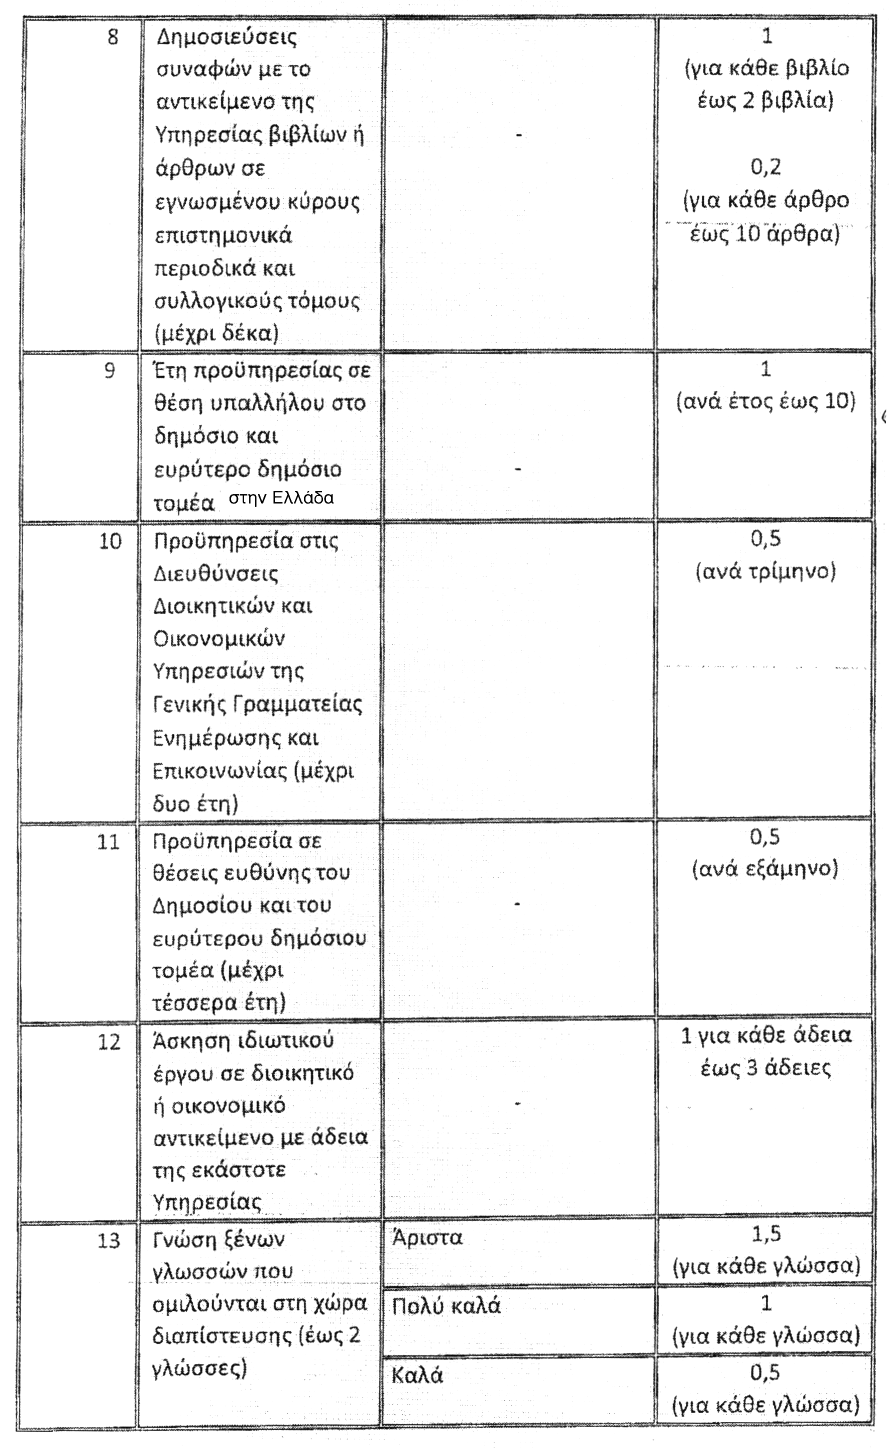 8
Δημοσιεύσεις
συναφών με το
αντικείμενο της
Υπηρεσίας βιβλίων ή
άρθρων σε
εγνωσμένου κύρους
επιστημονικά
περιοδικά και
συλλογικούς τόμους
(μέχρι δέκα)
-
1
(για κάθε βιβλίο
έως 2 βιβλία)
0,2
(για κάθε άρθρο
έως 10 άρθρα)
9
Έτη προϋπηρεσίας σε
θέση υπαλλήλου στο
δημόσιο και
ευρύτερο δημόσιο
τομέα στην Ελλάδα
-
1
(ανά έτος έως 10)
10
Προϋπηρεσία στις
Διευθύνσεις
Διοικητικών και
Οικονομικών
Υπηρεσιών της
Γενικής Γραμματείας
Ενημέρωσης και
Επικοινωνίας (μέχρι
δυο έτη)
0,5
(ανά τρίμηνο)
11
Προϋπηρεσία σε
θέσεις ευθύνης του
Δημοσίου και του
ευρύτερου δημόσιου
τομέα (μέχρι
τέσσερα έτη)
-
0,5
(ανά εξάμηνο)
12
Άσκηση ιδιωτικού
έργου σε διοικητικό
ή οικονομικό
αντικείμενο με άδεια
της εκάστοτε
Υπηρεσίας
-
1 για κάθε άδεια
έως 3 άδειες
13
Γνώση ξένων
γλωσσών που
ομιλούνται στη χώρα
διαπίστευσης (έως 2
γλώσσες)
Άριστα
1,5
(για κάθε γλώσσα)
Πολύ καλά
1
(για κάθε γλώσσα)
Καλά
0,5
(για κάθε γλώσσα)